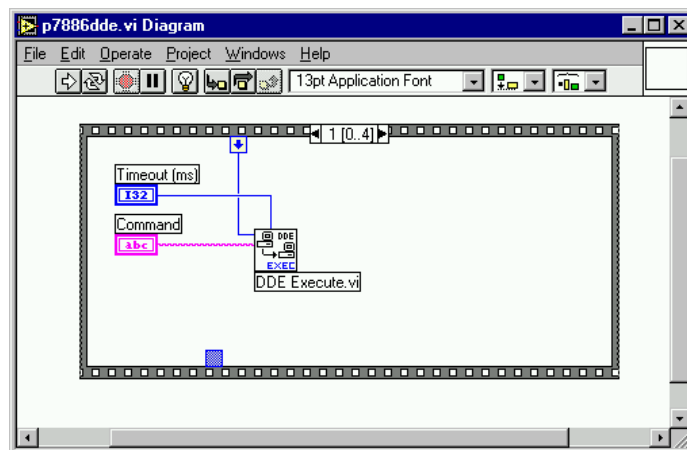 p7886dde.vi Diagram
File Edit Operate Project Windows Help
13pt Application Font
1 [0..4]
Timeout (ms)
I32
Command
abc
DDE
EXEC
DDE Execute.vi